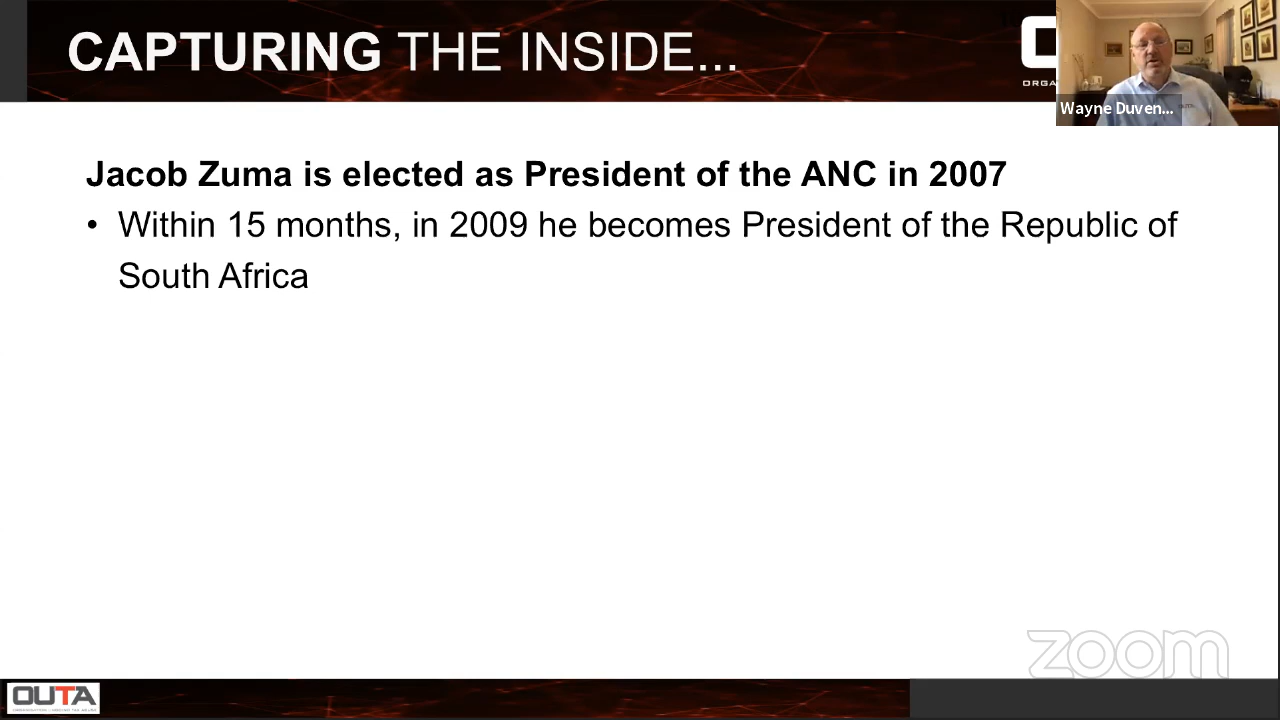 CAPTURING THE INSIDE...
ORGA
Wayne Duven...
Jacob Zuma is elected as President of the ANC in 2007
• Within 15 months, in 2009 he becomes President of the Republic of
South Africa
zoom
OUTA